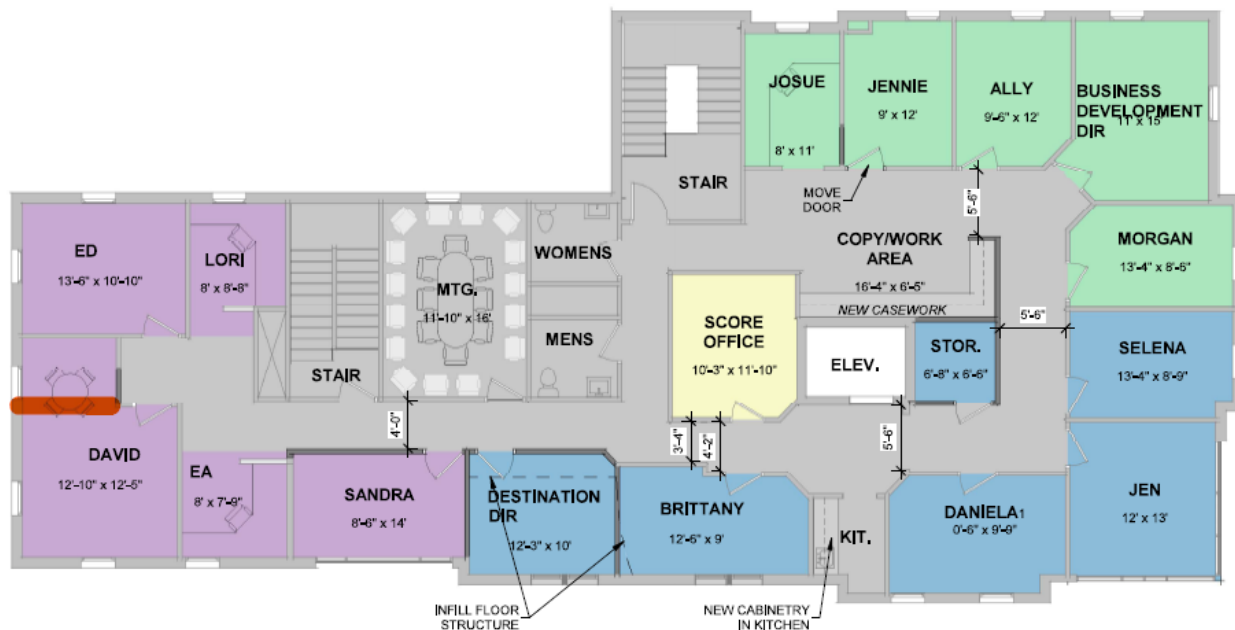 JOSUE
8' x 11'
JENNIE
9' x 12'
ALLY
9'-6" x 12'
BUSINESS
DEVELOPMENT
DIR
11' x 15'
STAIR
MOVE
DOOR
5'-6"
ED
13'-6" x 10'-10"
LORI
8' x 8'-8"
MTG.
11'-10" x 16'
WOMENS
MENS
COPY/WORK
AREA
16'-4" x 6'-5"
NEW CASEWORK
MORGAN
13'-4" x 8'-6"
SCORE
OFFICE
10'-3" x 11'-10"
ELEV.
STOR.
6'-8" x 6'-6"
5'-6"
SELENA
13'-4" x 8'-9"
STAIR
4'-0"
3'-4"
4'-2"
5'-6"
DAVID
12'-10" x 12'-5"
EA
8' x 7'-9"
SANDRA
8'-6" x 14'
DESTINATION
DIR
12'-3" x 10'
BRITTANY
12'-6" x 9'
KIT.
DANIELA1
0'-6" x 9'-9"
JEN
12' x 13'
INFILL FLOOR
STRUCTURE
NEW CABINETRY
IN KITCHEN